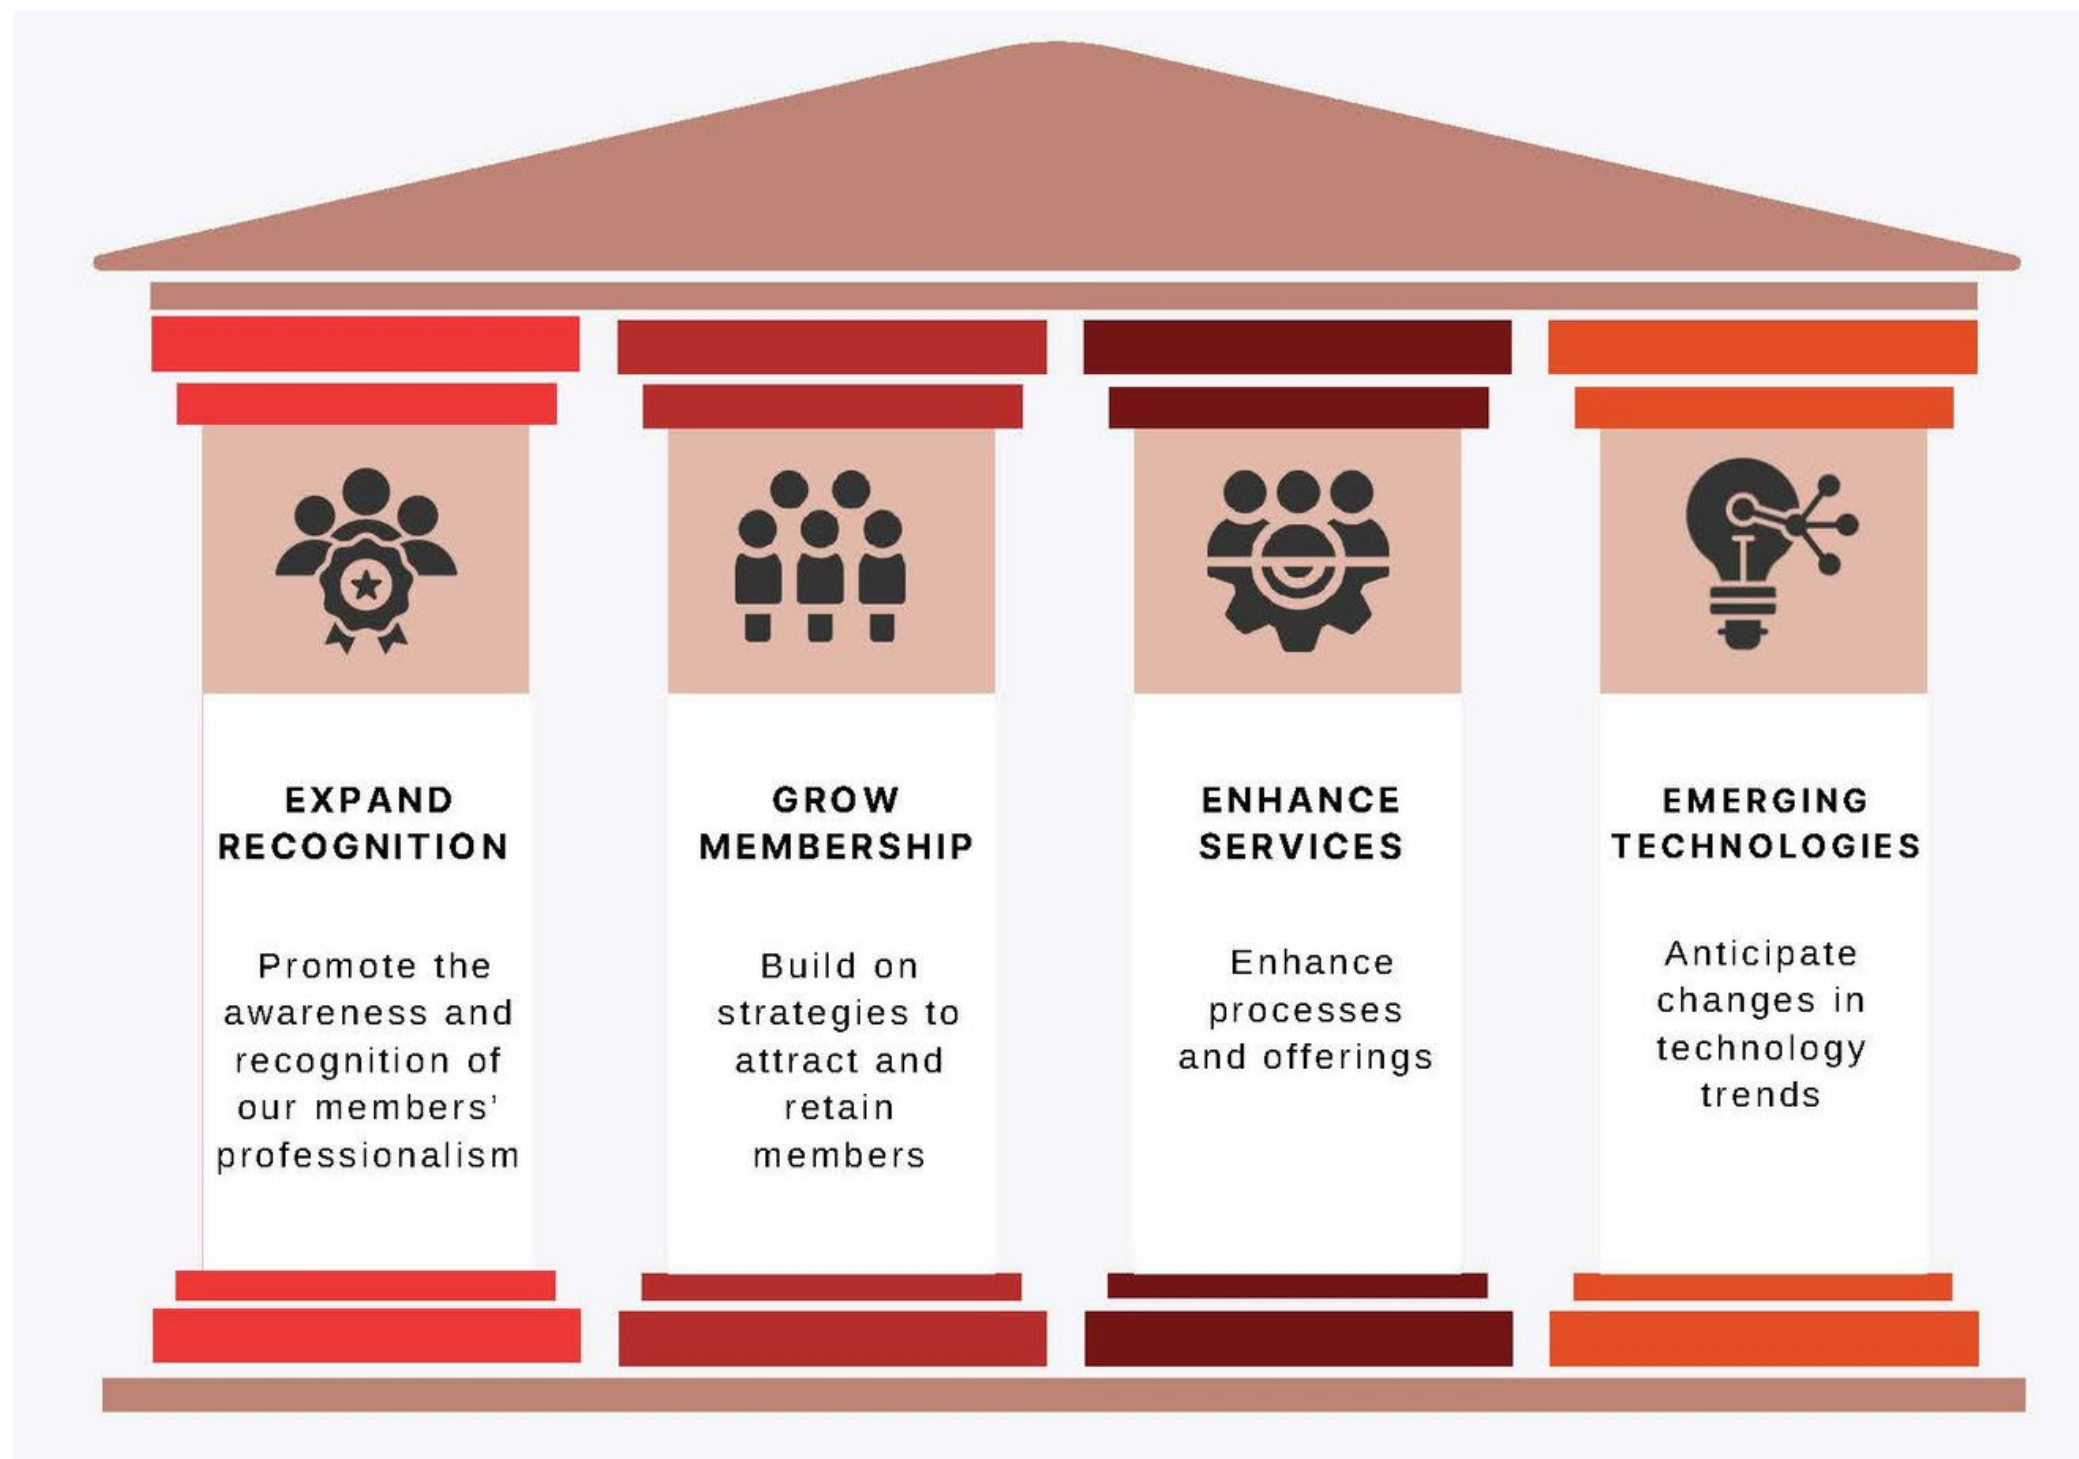 EXPAND
RECOGNITION
Promote the
awareness and
recognition of
our members’
professionalism
GROW
MEMBERSHIP
Build on
strategies to
attract and
retain
members
ENHANCE
SERVICES
Enhance
processes
and offerings
EMERGING
TECHNOLOGIES
Anticipate
changes in
technology
trends